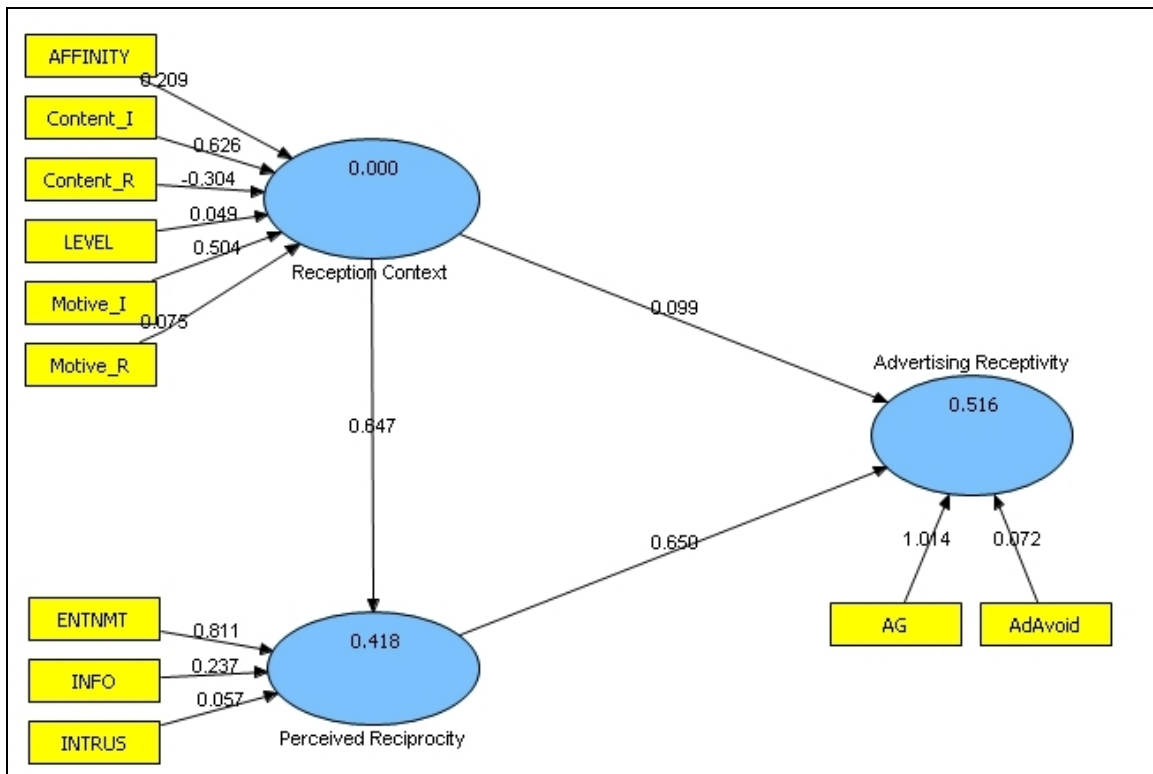 AFFINITY
0.209
Content_I
0.626
Content_R
-0.304
LEVEL
0.049
Motive_I
0.504
Motive_R
0.075
0.000
Reception Context
0.099
0.647
Advertising Receptivity
0.516
0.650
1.014
0.072
AG
AdAvoid
ENTNMT
0.811
INFO
0.237
INTRUS
0.057
0.418
Perceived Reciprocity